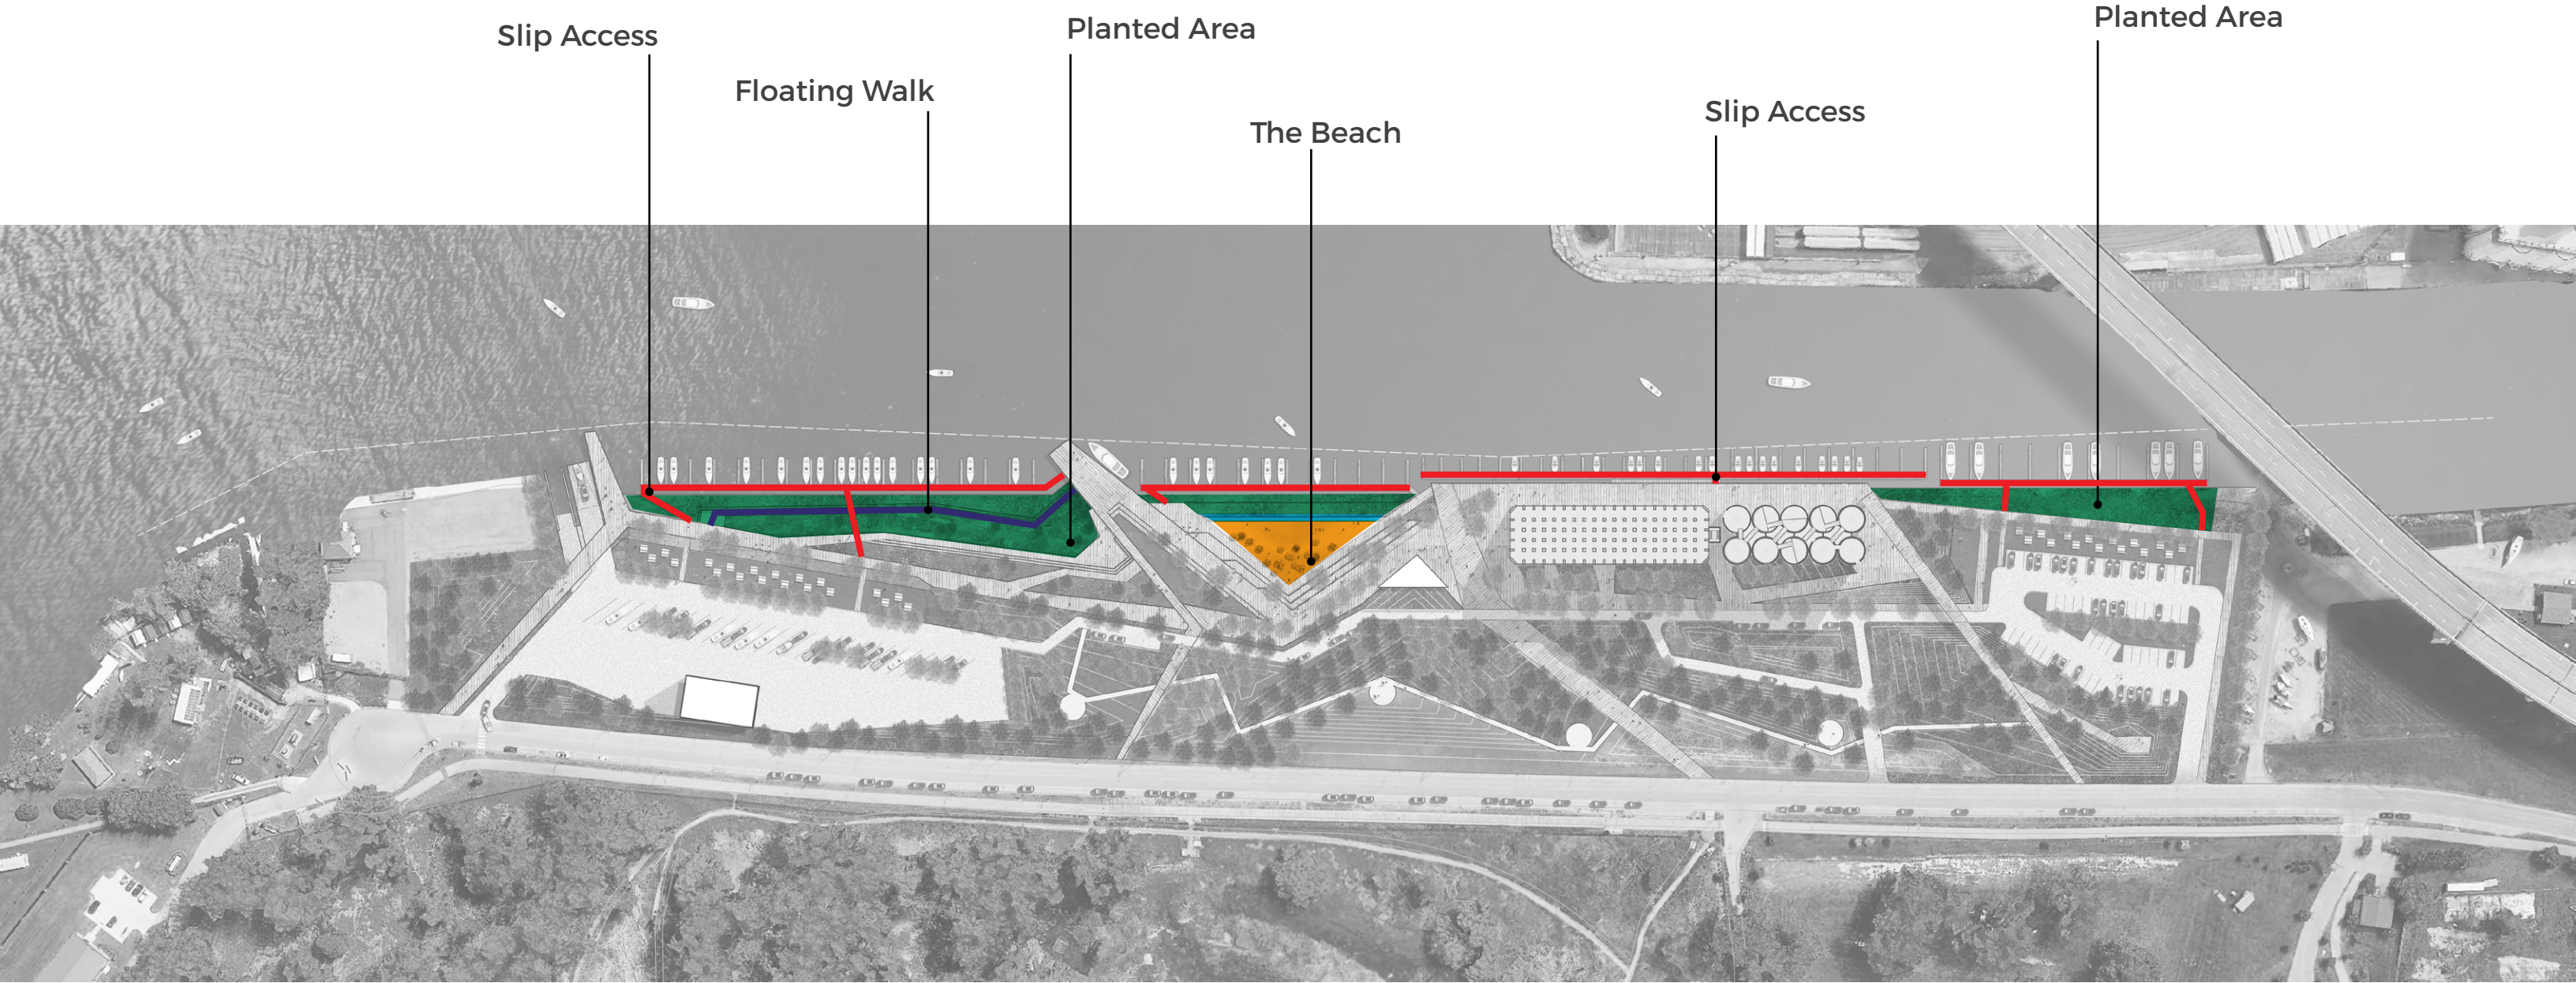 Slip Access
Floating Walk
Planted Area
The Beach
Slip Access
Planted Area